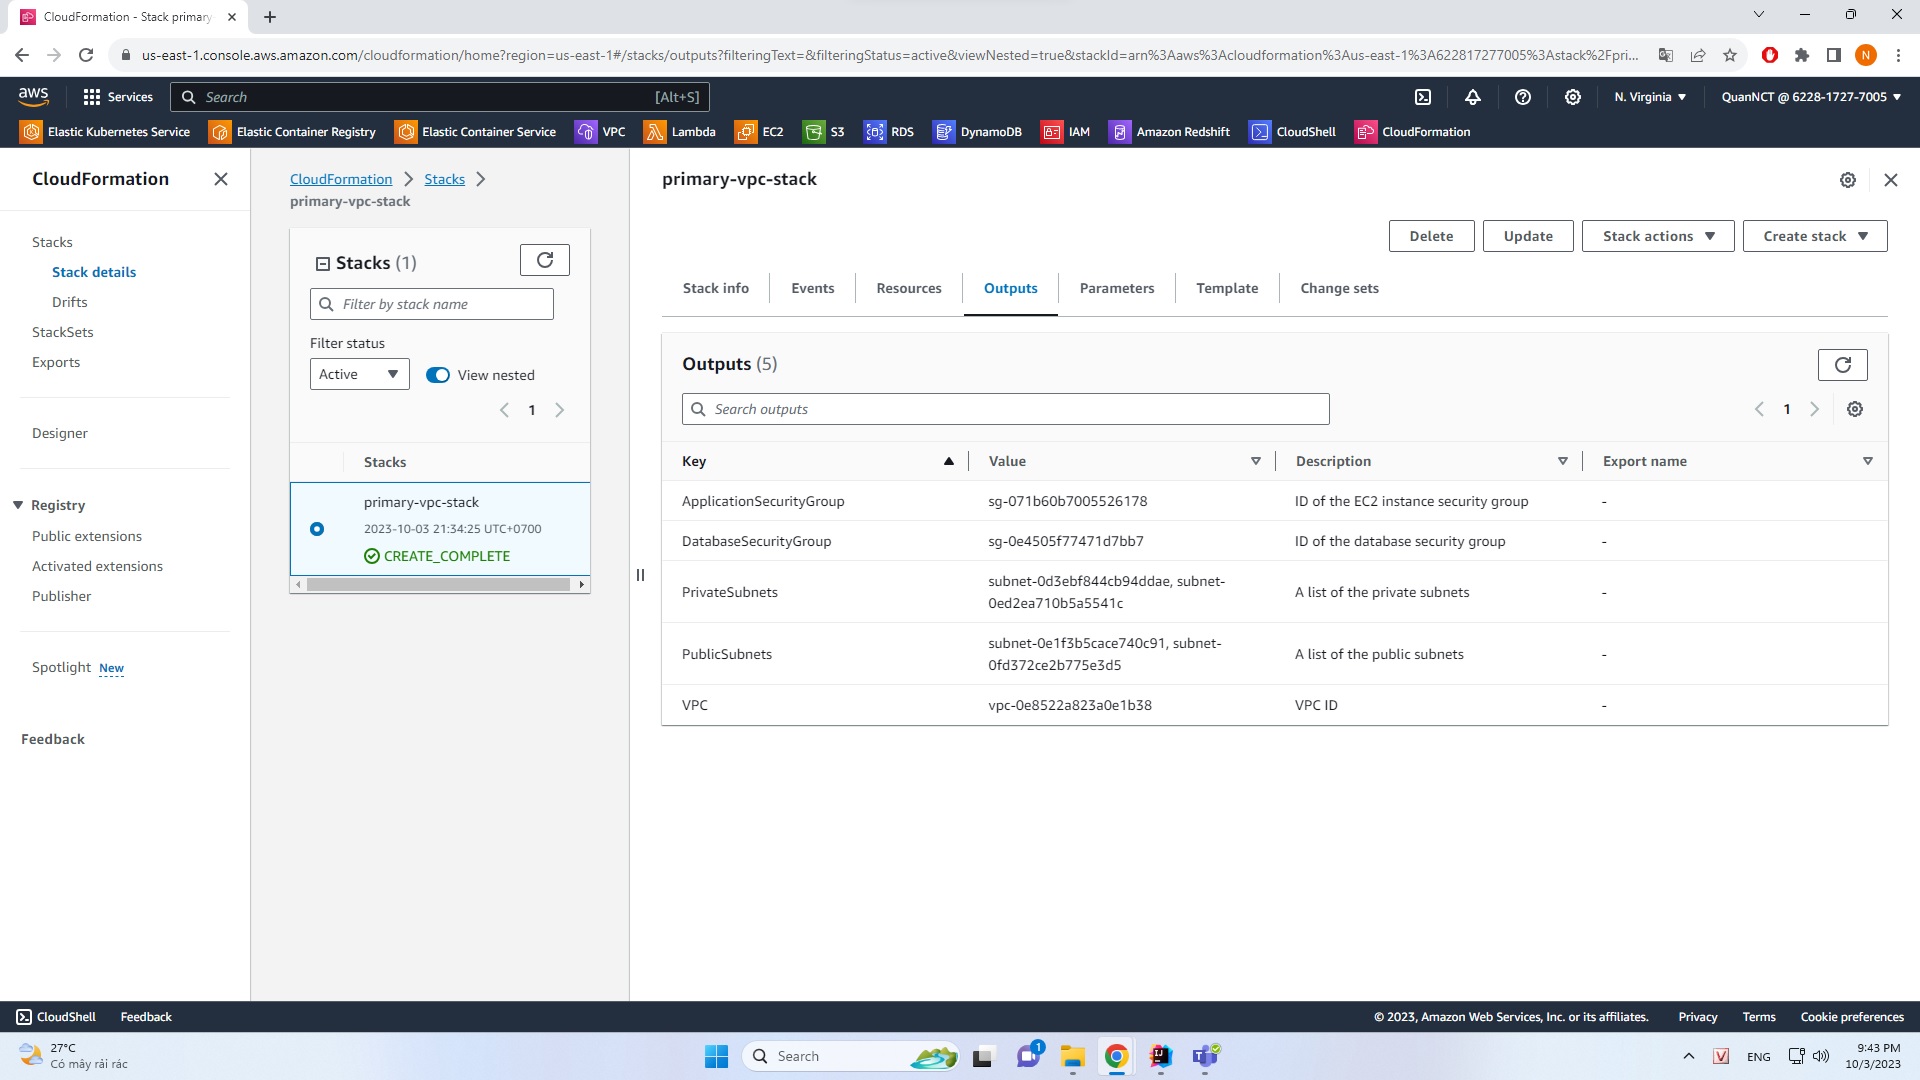 CloudFormation - Stack primary
us-east-1.console.aws.amazon.com/cloudformation/home?region=us-east-1#/stacks/outputs?filteringText=&filteringStatus=active&viewNested=true&stackId=arn%3Aaws%3Acloudformation%3Aus-east-1%3A622817277005%3Astack%2Fpri...
N
aws
Services
Search
[Alt+S]
N. Virginia
QuanNCT @ 6228-1727-7005
Elastic Kubernetes Service
Elastic Container Registry
Elastic Container Service
VPC
Lambda
EC2
S3
RDS
DynamoDB
IAM
Amazon Redshift
CloudShell
CloudFormation
CloudFormation
Stacks
Stack details
Drifts
StackSets
Exports
Designer
Registry
Public extensions
Activated extensions
Publisher
Spotlight New
Feedback
CloudFormation
Stacks
primary-vpc-stack
Stacks (1)
Filter by stack name
Filter status
Active
View nested
1
Stacks
primary-vpc-stack
2023-10-03 21:34:25 UTC+0700
CREATE_COMPLETE
primary-vpc-stack
Delete
Update
Stack actions
Create stack
Stack info
Events
Resources
Outputs
Parameters
Template
Change sets
Outputs (5)
Search outputs
1
Key
Value
Description
Export name
ApplicationSecurityGroup
sg-071b60b7005526178
ID of the EC2 instance security group
-
DatabaseSecurityGroup
sg-0e4505f77471d7bb7
ID of the database security group
-
PrivateSubnets
subnet-0d3ebf844cb94ddae, subnet-
0ed2ea710b5a5541c
A list of the private subnets
-
PublicSubnets
subnet-0e1f3b5cace740c91, subnet-
0fd372ce2b775e3d5
A list of the public subnets
-
VPC
vpc-0e8522a823a0e1b38
VPC ID
-
CloudShell
Feedback
© 2023, Amazon Web Services, Inc. or its affiliates.
Privacy
Terms
Cookie preferences
27°C
Có mây rải rác
Search
1
ENG
9:43 PM
10/3/2023